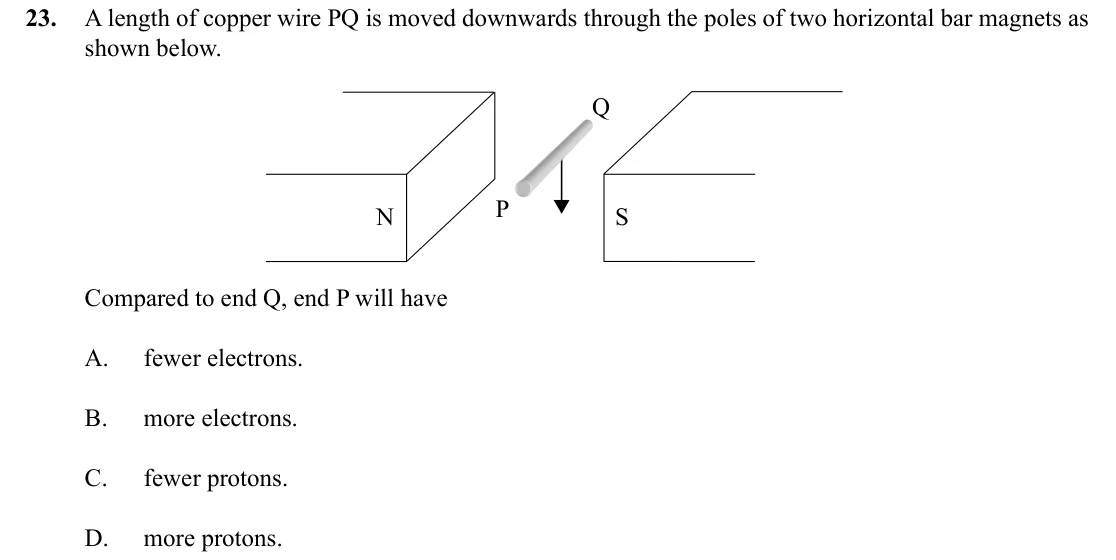 23. A length of copper wire PQ is moved downwards through the poles of two horizontal bar magnets as
shown below.
Q
N
P
S
Compared to end Q, end P will have
A. fewer electrons.
B. more electrons.
C. fewer protons.
D. more protons.